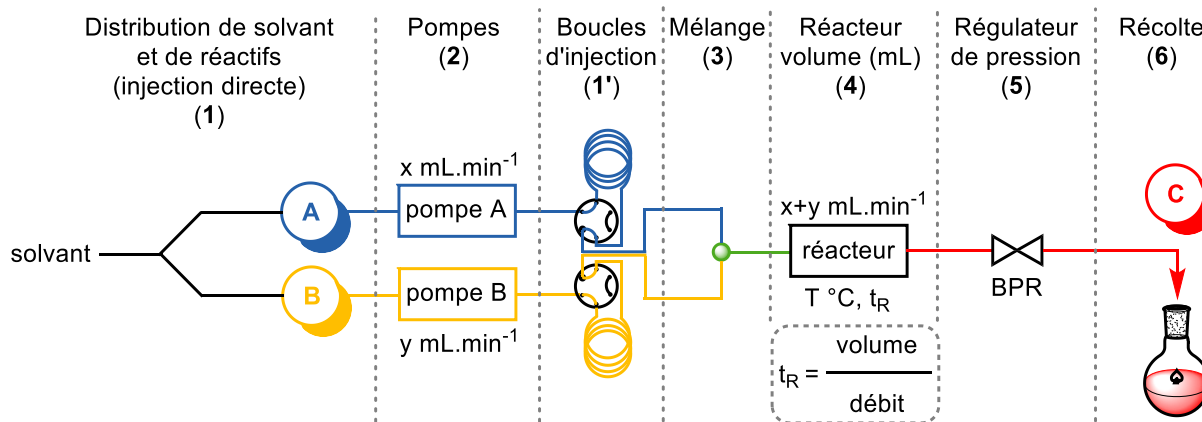 Distribution de solvant
et de réactifs
(injection directe)
(1)
Pompes
(2)
Boucles
d'injection
(1')
Mélange
(3)
Réacteur
volume (mL)
(4)
Régulateur
de pression
(5)
Récolte
(6)
solvant
A
B
x mL.min-1
pompe A
pompe B
y mL.min-1
x+y mL.min-1
réacteur
T °C, tR
tR = volume
débit
BPR
C